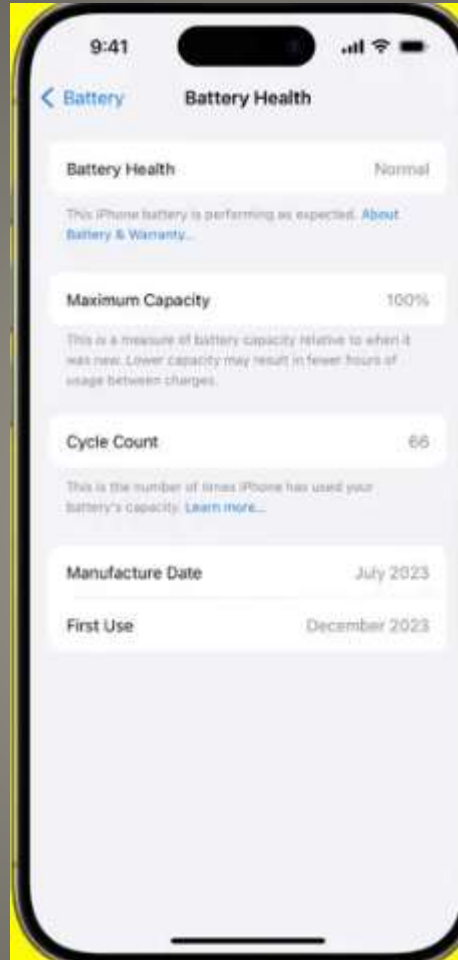 9:41
Battery
Battery Health
Battery Health
Normal
This iPhone battery is performing as expected. About
Battery & Warranty...
Maximum Capacity
100%
This is a measure of battery capacity relative to when it
was new. Lower capacity may result in fewer hours of
usage between charges.
Cycle Count
66
This is the number of times iPhone has used your
battery's capacity. Learn more...
Manufacture Date
July 2023
First Use
December 2023